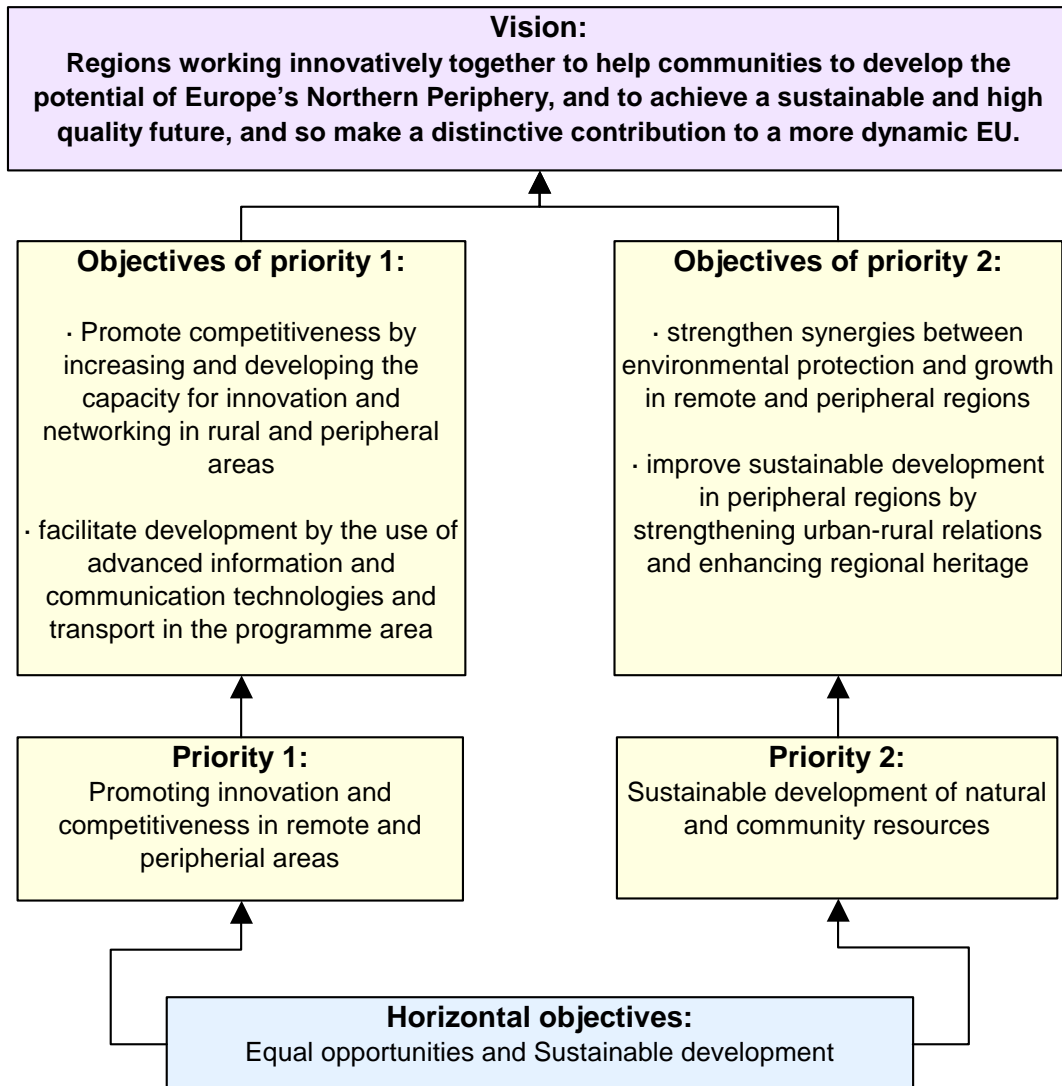 Vision:
Regions working innovatively together to help communities to develop the
potential of Europe’s Northern Periphery, and to achieve a sustainable and high
quality future, and so make a distinctive contribution to a more dynamic EU.
Objectives of priority 1:
· Promote competitiveness by
increasing and developing the
capacity for innovation and
networking in rural and peripheral
areas
· facilitate development by the use of
advanced information and
communication technologies and
transport in the programme area
Objectives of priority 2:
· strengthen synergies between
environmental protection and growth
in remote and peripheral regions
· improve sustainable development
in peripheral regions by
strengthening urban-rural relations
and enhancing regional heritage
Priority 1:
Promoting innovation and
competitiveness in remote and
peripherial areas
Priority 2:
Sustainable development of natural
and community resources
Horizontal objectives:
Equal opportunities and Sustainable development